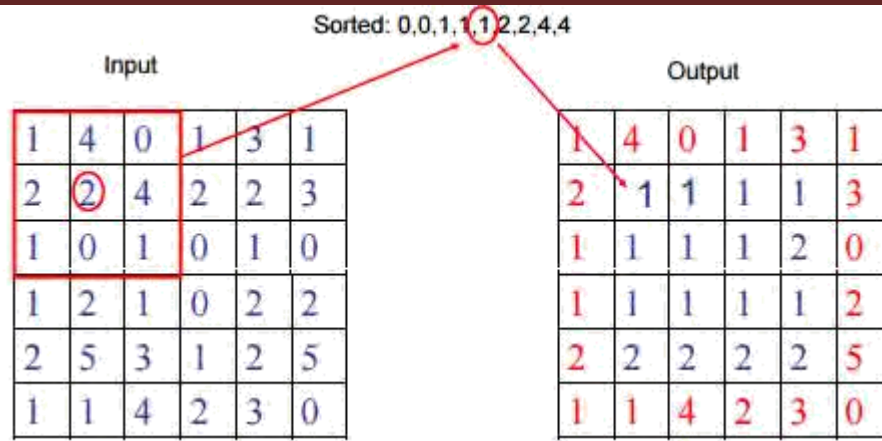 Sorted: 0,0,1,1,1,2,2,4,4
Input
Output
1 4 0 1 3 1
2 2 4 2 2 3
1 0 1 0 1 0
1 2 1 0 2 2
2 5 3 1 2 5
1 1 4 2 3 0
1 4 0 1 3 1
2 1 1 1 1 3
1 1 1 1 2 0
1 1 1 1 1 2
2 2 2 2 2 5
1 1 4 2 3 0